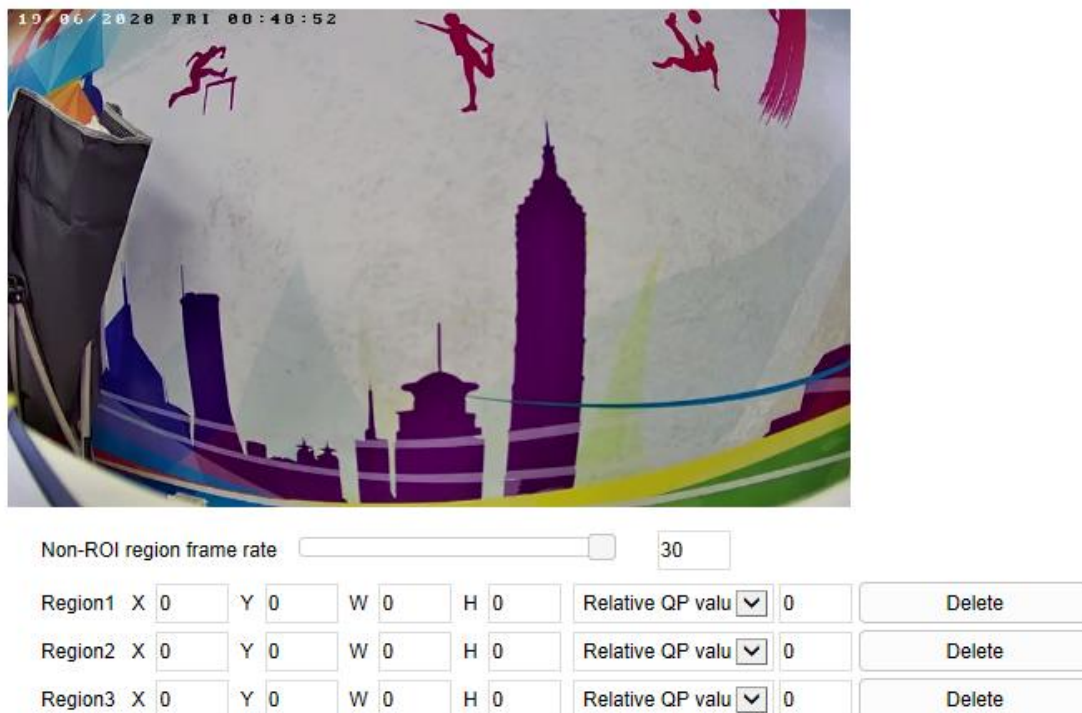 19/06/2020 FRI 08:48:52
Non-ROI region frame rate 30
Region1 X 0 Y 0 W 0 H 0 Relative QP valu 0 Delete
Region2 X 0 Y 0 W 0 H 0 Relative QP valu 0 Delete
Region3 X 0 Y 0 W 0 H 0 Relative QP valu 0 Delete